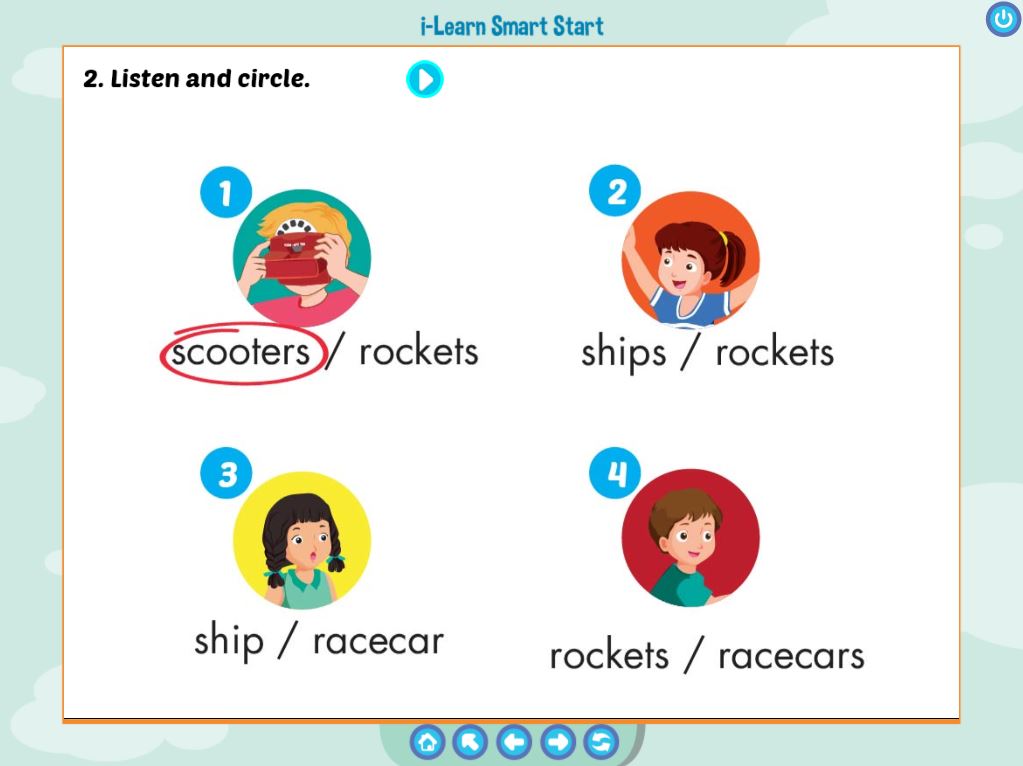 i-Learn Smart Start
2. Listen and circle.
1
scooters / rockets
2
ships / rockets
3
ship / racecar
4
rockets / racecars